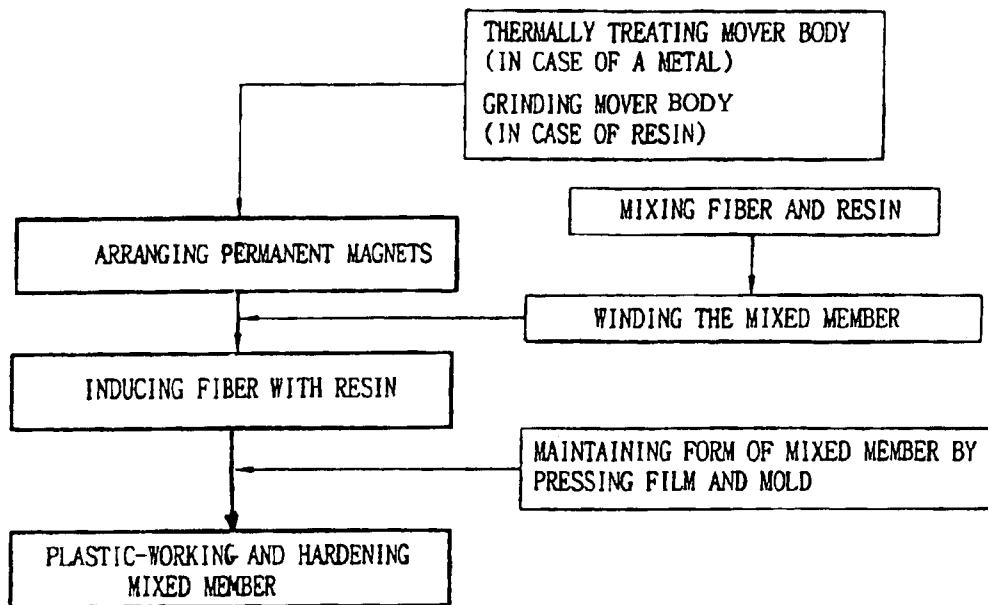 THERMALLY TREATING MOVER BODY
(IN CASE OF A METAL)
GRINDING MOVER BODY
(IN CASE OF RESIN)
MIXING FIBER AND RESIN
ARRANGING PERMANENT MAGNETS
WINDING THE MIXED MEMBER
INDUCING FIBER WITH RESIN
MAINTAINING FORM OF MIXED MEMBER BY
PRESSING FILM AND MOLD
PLASTIC-WORKING AND HARDENING
MIXED MEMBER